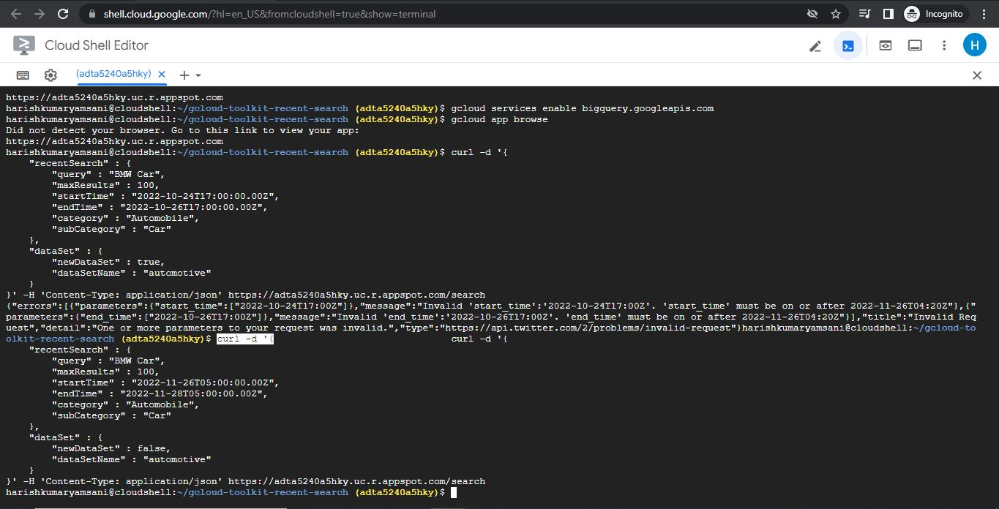 shell.cloud.google.com/?hl=en_US&fromcloudshell=true&show=terminal
Incognito
Cloud Shell Editor
H
(adta5240a5hky)
https://adta5240a5hky.uc.r.appspot.com
harishkumaryamsani@cloudshell:~/gcloud-toolkit-recent-search (adta5240a5hky)$ gcloud services enable bigquery.googleapis.com
harishkumaryamsani@cloudshell:~/gcloud-toolkit-recent-search (adta5240a5hky)$ gcloud app browse
Did not detect your browser. Go to this link to view your app:
https://adta5240a5hky.uc.r.appspot.com
harishkumaryamsani@cloudshell:~/gcloud-toolkit-recent-search (adta5240a5hky)$ curl -d '{
    "recentSearch" : {
        "query" : "BMW Car",
        "maxResults" : 100,
        "startTime" : "2022-10-24T17:00:00.00Z",
        "endTime" : "2022-10-26T17:00:00.00Z",
        "category" : "Automobile",
        "subCategory" : "Car"
    },
    "dataSet" : {
        "newDataSet" : true,
        "dataSetName" : "automotive"
    }
}' -H 'Content-Type: application/json' https://adta5240a5hky.uc.r.appspot.com/search
{"errors":[{"parameters":{"start_time":["2022-10-24T17:00Z"]},"message":"Invalid 'start_time':'2022-10-24T17:00Z'. 'start_time' must be on or after 2022-11-26T04:20Z"},{"
parameters":{"end_time":["2022-10-26T17:00Z"]},"message":"Invalid 'end_time':'2022-10-26T17:00Z'. 'end_time' must be on or after 2022-11-26T04:20Z"}],"title":"Invalid Req
uest","detail":"One or more parameters to your request was invalid.","type":"https://api.twitter.com/2/problems/invalid-request"}harishkumaryamsani@cloudshell:~/gcloud-to
olkit-recent-search (adta5240a5hky)$ curl -d '{ curl -d '{
    "recentSearch" : {
        "query" : "BMW Car",
        "maxResults" : 100,
        "startTime" : "2022-11-26T05:00:00.00Z",
        "endTime" : "2022-11-28T05:00:00.00Z",
        "category" : "Automobile",
        "subCategory" : "Car"
    },
    "dataSet" : {
        "newDataSet" : false,
        "dataSetName" : "automotive"
    }
}' -H 'Content-Type: application/json' https://adta5240a5hky.uc.r.appspot.com/search
harishkumaryamsani@cloudshell:~/gcloud-toolkit-recent-search (adta5240a5hky)$